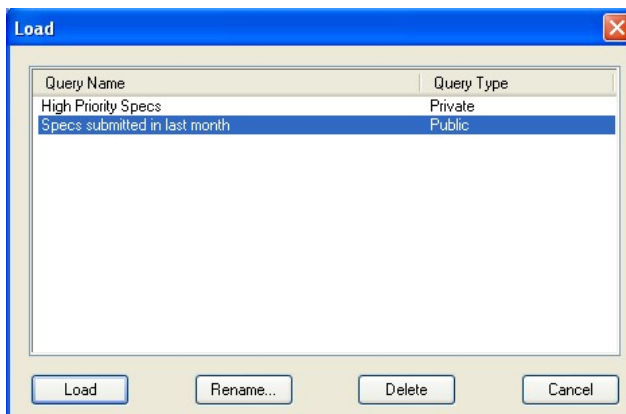 Load
Query Name Query Type
High Priority Specs Private
Specs submitted in last month Public
Load Rename... Delete Cancel